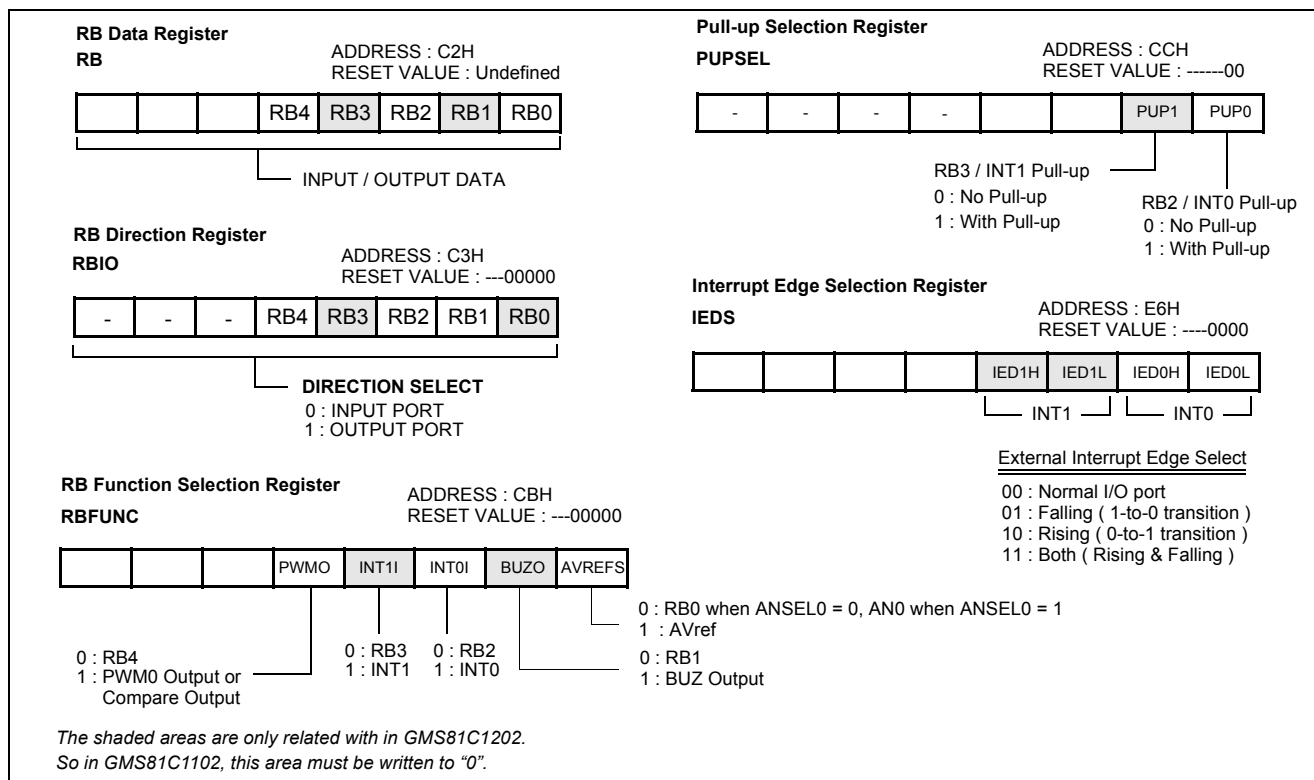 RB Data Register
RB
ADDRESS : C2H
RESET VALUE : Undefined
RB4 RB3 RB2 RB1 RB0
INPUT / OUTPUT DATA
RB Direction Register
RBIO
ADDRESS : C3H
RESET VALUE : ---00000
- - - RB4 RB3 RB2 RB1 RB0
DIRECTION SELECT
0 : INPUT PORT
1 : OUTPUT PORT
Pull-up Selection Register
PUPSEL
ADDRESS : CCH
RESET VALUE : ------00
- - - - PUP1 PUP0
RB3 / INT1 Pull-up
0 : No Pull-up
1 : With Pull-up
RB2 / INT0 Pull-up
0 : No Pull-up
1 : With Pull-up
Interrupt Edge Selection Register
IEDS
ADDRESS : E6H
RESET VALUE : ----0000
IED1H IED1L IED0H IED0L
INT1 INT0
External Interrupt Edge Select
00 : Normal I/O port
01 : Falling ( 1-to-0 transition )
10 : Rising ( 0-to-1 transition )
11 : Both ( Rising & Falling )
RB Function Selection Register
RBFUNC
ADDRESS : CBH
RESET VALUE : ---00000
PWMO INT1I INT0I BUZO AVREFS
0 : RB4
1 : PWM0 Output or
Compare Output
0 : RB3
1 : INT1
0 : RB2
1 : INT0
0 : RB0 when ANSEL0 = 0, AN0 when ANSEL0 = 1
1 : AVref
0 : RB1
1 : BUZ Output
The shaded areas are only related with in GMS81C1202.
So in GMS81C1102, this area must be written to “0”.